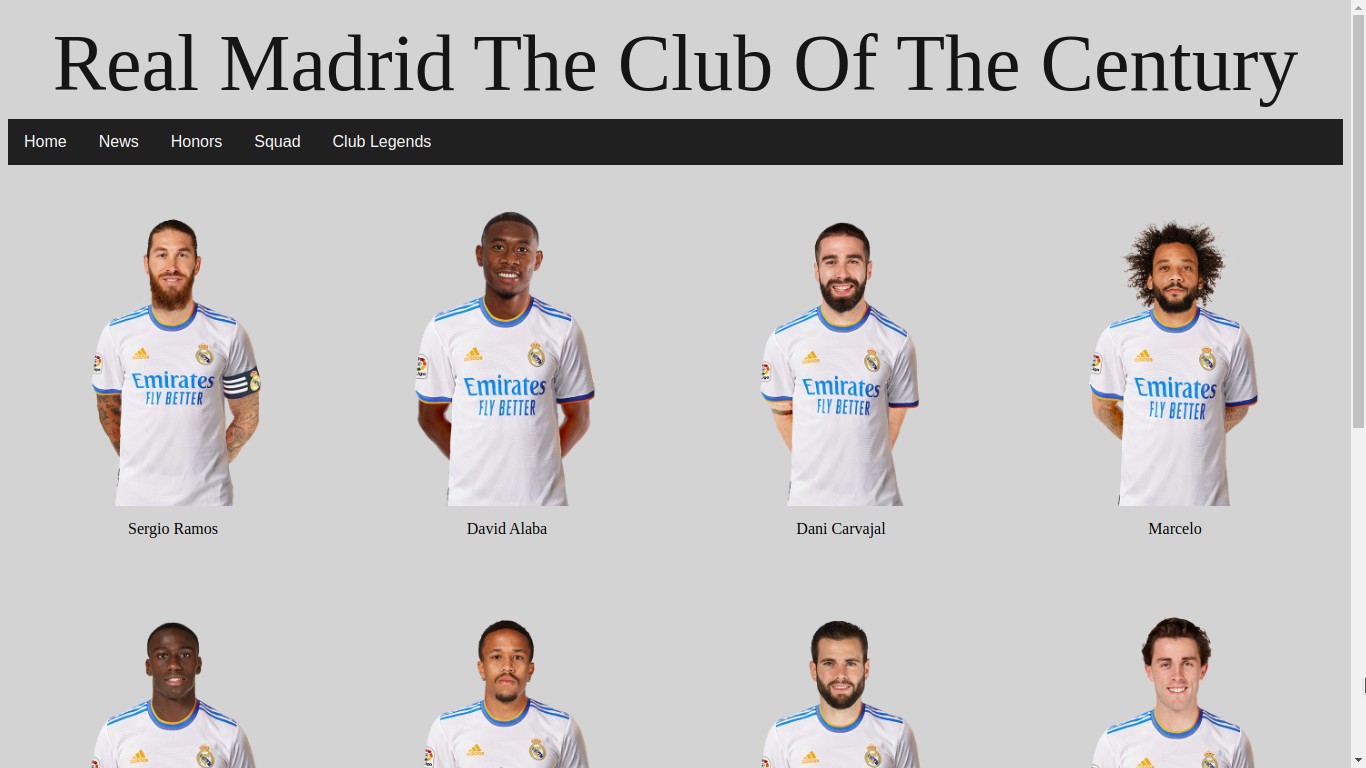 Real Madrid The Club Of The Century
Home News Honors Squad Club Legends
Emirates Emirates Emirates Emirates
FLY BETTER FLY BETTER FLY BETTER FLY BETTER
Sergio Ramos David Alaba Dani Carvajal Marcelo